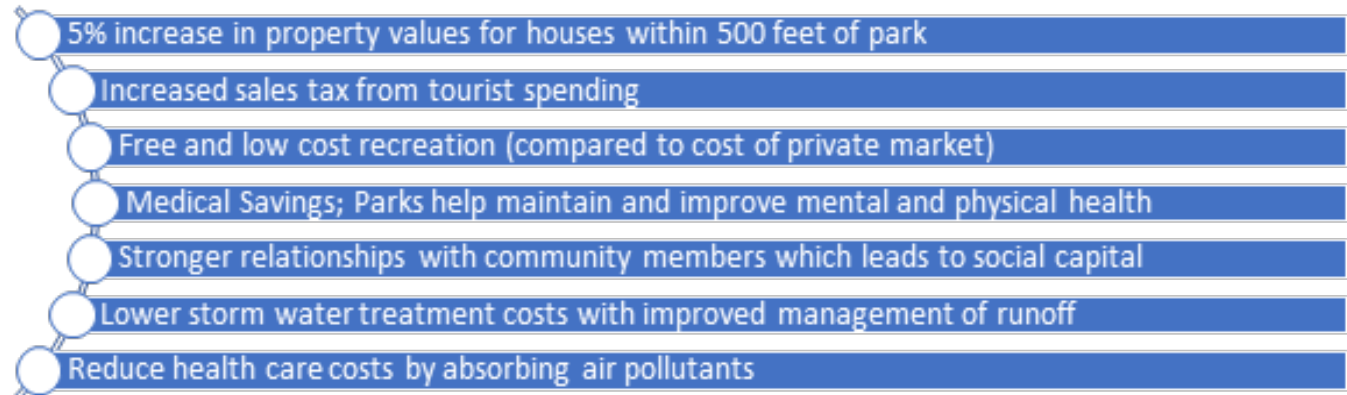 5% increase in property values for houses within 500 feet of park
Increased sales tax from tourist spending
Free and low cost recreation (compared to cost of private market)
Medical Savings; Parks help maintain and improve mental and physical health
Stronger relationships with community members which leads to social capital
Lower storm water treatment costs with improved management of runoff
Reduce health care costs by absorbing air pollutants